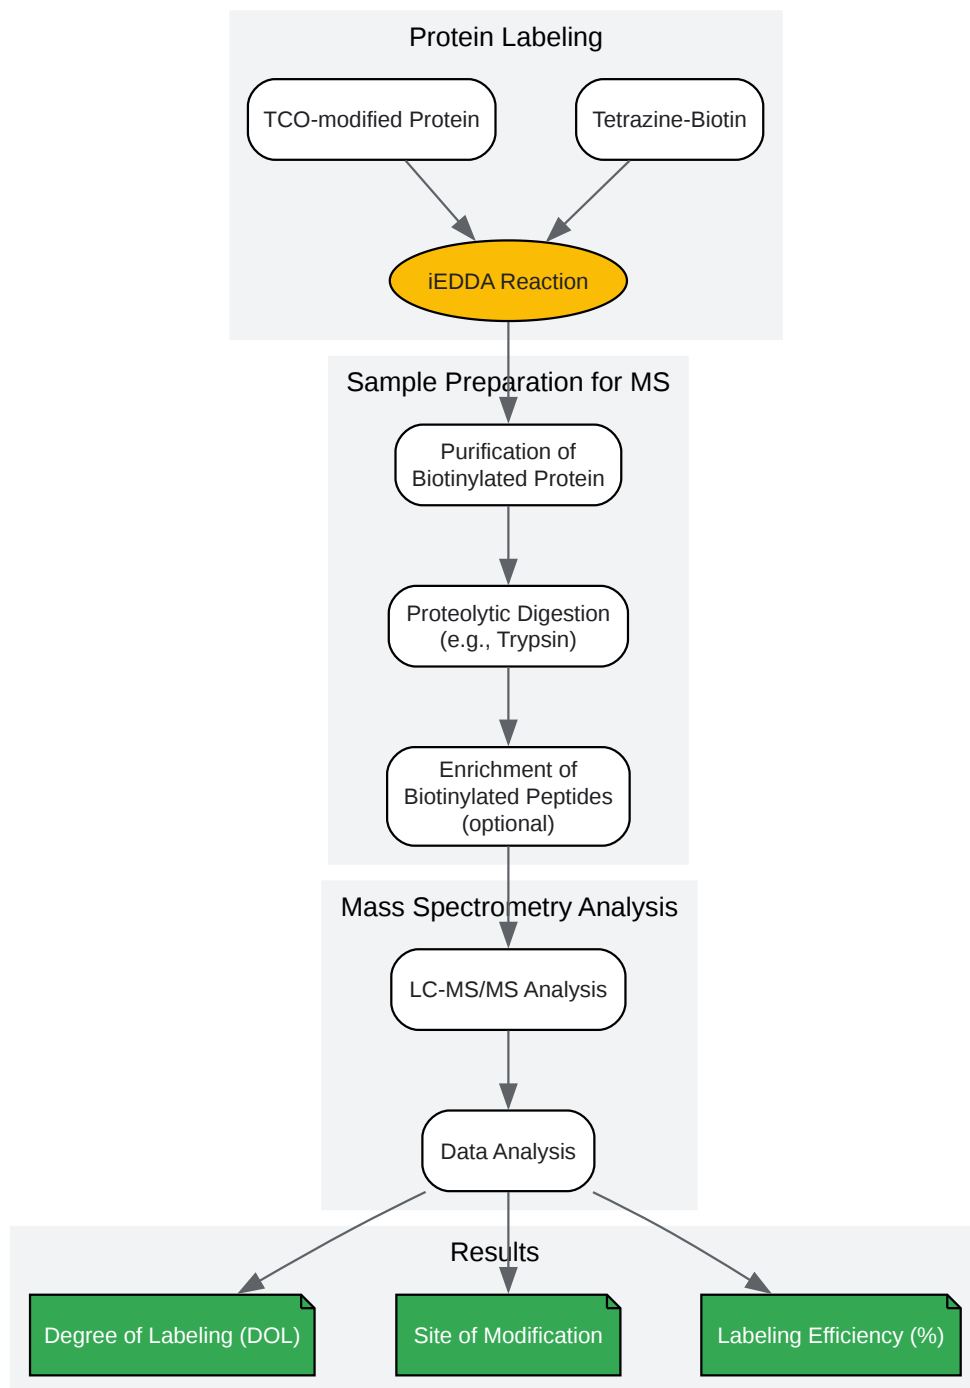 Protein Labeling
TCO-modified Protein
Tetrazine-Biotin
iEDDA Reaction
Sample Preparation for MS
Purification of
Biotinylated Protein
Proteolytic Digestion
(e.g., Trypsin)
Enrichment of
Biotinylated Peptides
(optional)
Mass Spectrometry Analysis
LC-MS/MS Analysis
Data Analysis
Results
Degree of Labeling (DOL)
Site of Modification
Labeling Efficiency (%)